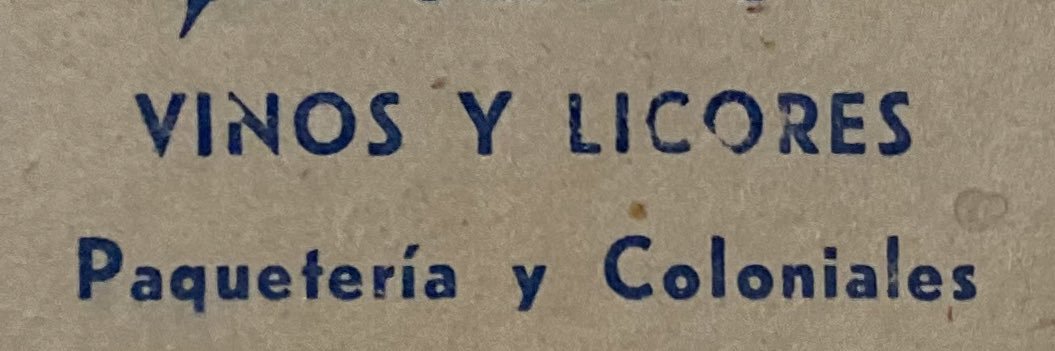 VINOS Y LICORES
Paquetería y Coloniales